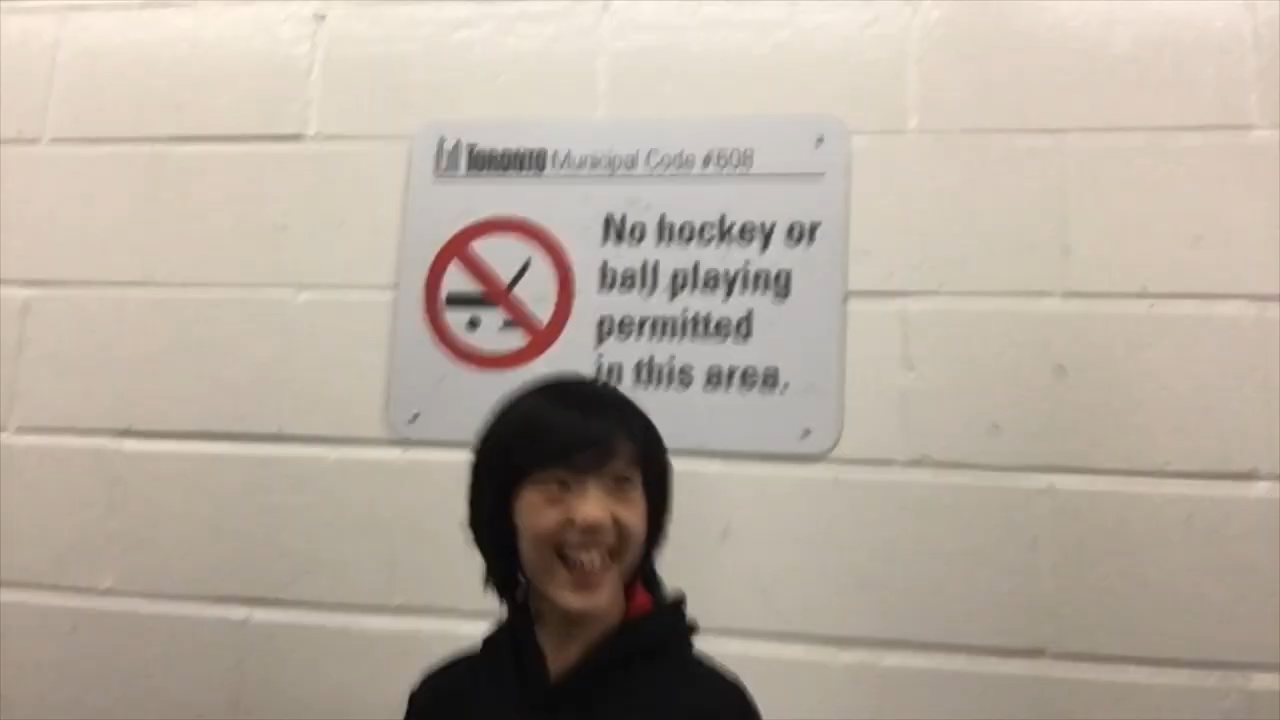 TORONTO Municipal Code #608
No hockey or
ball playing
permitted
in this area.